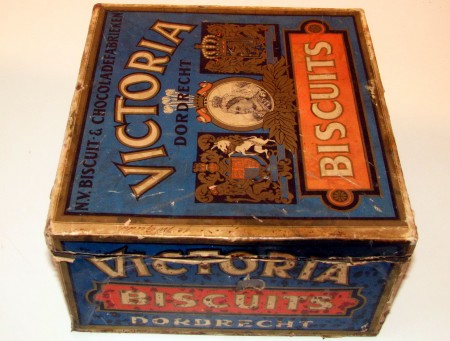 N.V. BISCUIT- & CHOCOLADEFABRIEKEN
VICTORIA
DORDRECHT
BISCUITS
VICTORIA
BISCUITS
DORDRECHT